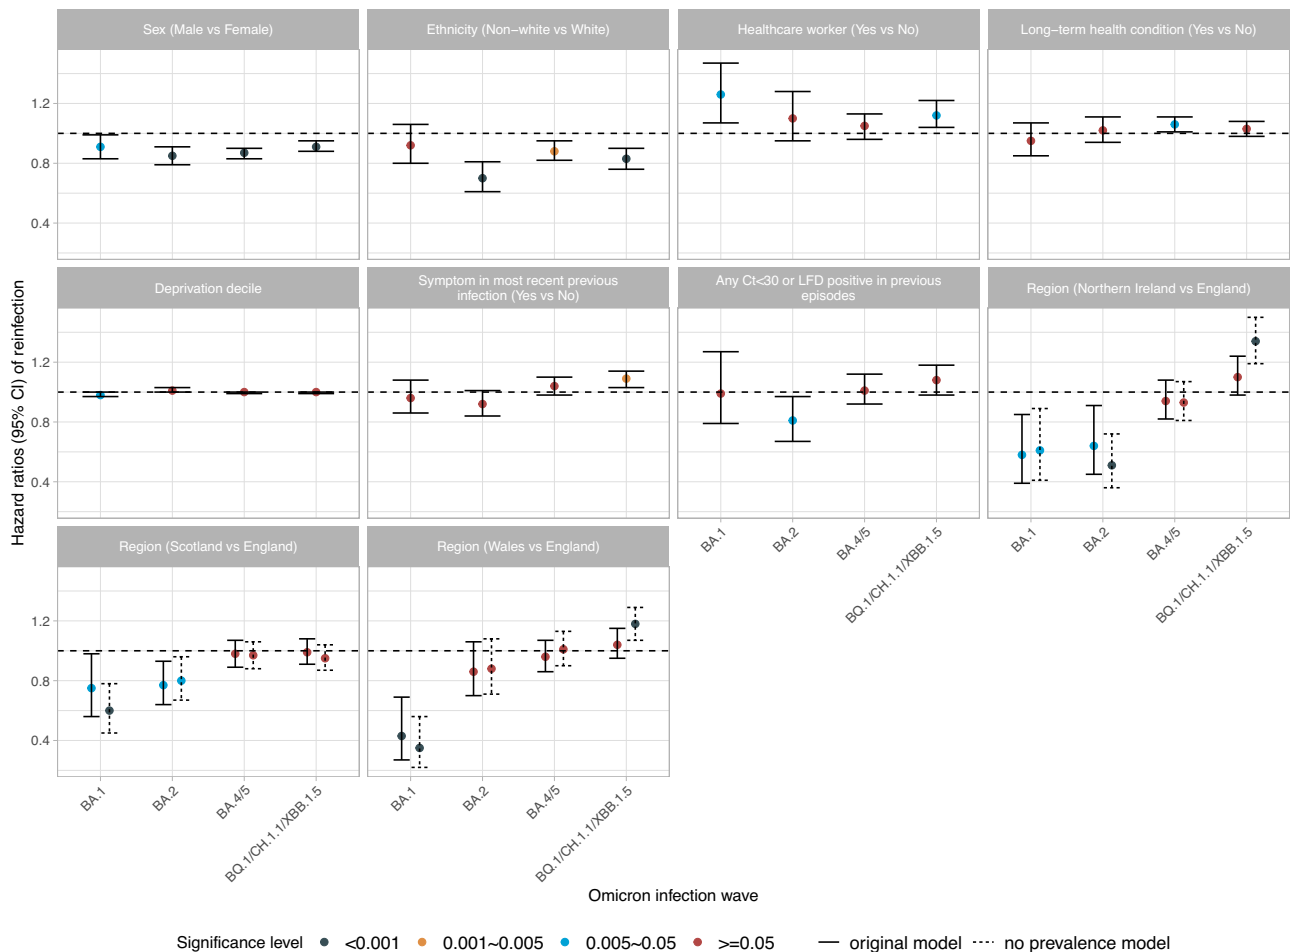 Sex (Male vs Female)
Ethnicity (Non−white vs White)
Healthcare worker (Yes vs No)
Long−term health condition (Yes vs No)
1.2
0.8
0.4
Deprivation decile
Symptom in most recent previous
infection (Yes vs No)
Any Ct<30 or LFD positive in previous
episodes
Region (Northern Ireland vs England)
1.2
0.8
0.4
Hazard ratios (95% CI) of reinfection
BA.1
BA.2
BA.4/5
BQ.1/CH.1.1/XBB.1.5
BA.1
BA.2
BA.4/5
BQ.1/CH.1.1/XBB.1.5
Region (Scotland vs England)
Region (Wales vs England)
1.2
0.8
0.4
BA.1
BA.2
BA.4/5
BQ.1/CH.1.1/XBB.1.5
BA.1
BA.2
BA.4/5
BQ.1/CH.1.1/XBB.1.5
Omicron infection wave
Significance level <0.001 0.001~0.005 0.005~0.05 >=0.05 original model no prevalence model